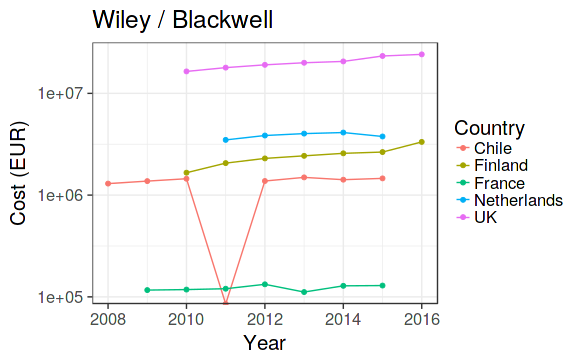 Wiley / Blackwell
Cost (EUR)
1e+07
1e+06
1e+05
2008 2010 2012 2014 2016
Year
Country
Chile
Finland
France
Netherlands
UK